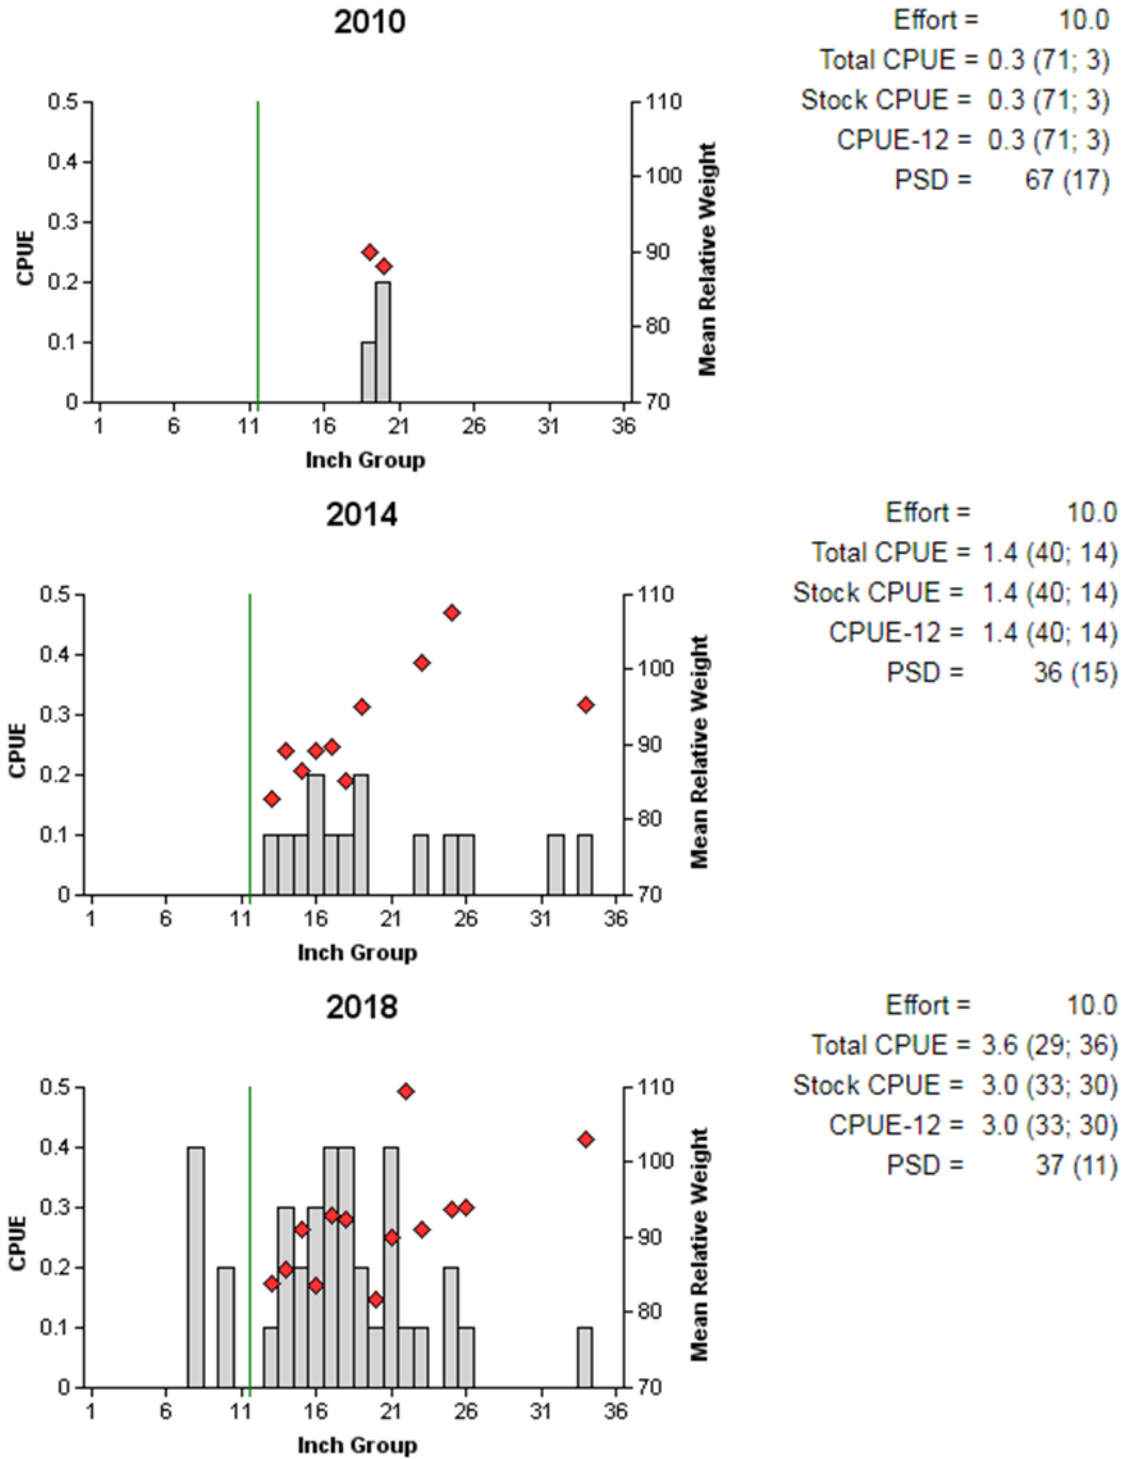 2010
Effort = 10.0
Total CPUE = 0.3 (71; 3)
Stock CPUE = 0.3 (71; 3)
CPUE-12 = 0.3 (71; 3)
PSD = 67 (17)
CPUE
0.5
0.4
0.3
0.2
0.1
0
110
100
90
80
70
Mean Relative Weight
1 6 11 16 21 26 31 36
Inch Group
2014
Effort = 10.0
Total CPUE = 1.4 (40; 14)
Stock CPUE = 1.4 (40; 14)
CPUE-12 = 1.4 (40; 14)
PSD = 36 (15)
CPUE
0.5
0.4
0.3
0.2
0.1
0
110
100
90
80
70
Mean Relative Weight
1 6 11 16 21 26 31 36
Inch Group
2018
Effort = 10.0
Total CPUE = 3.6 (29; 36)
Stock CPUE = 3.0 (33; 30)
CPUE-12 = 3.0 (33; 30)
PSD = 37 (11)
CPUE
0.5
0.4
0.3
0.2
0.1
0
110
100
90
80
70
Mean Relative Weight
1 6 11 16 21 26 31 36
Inch Group